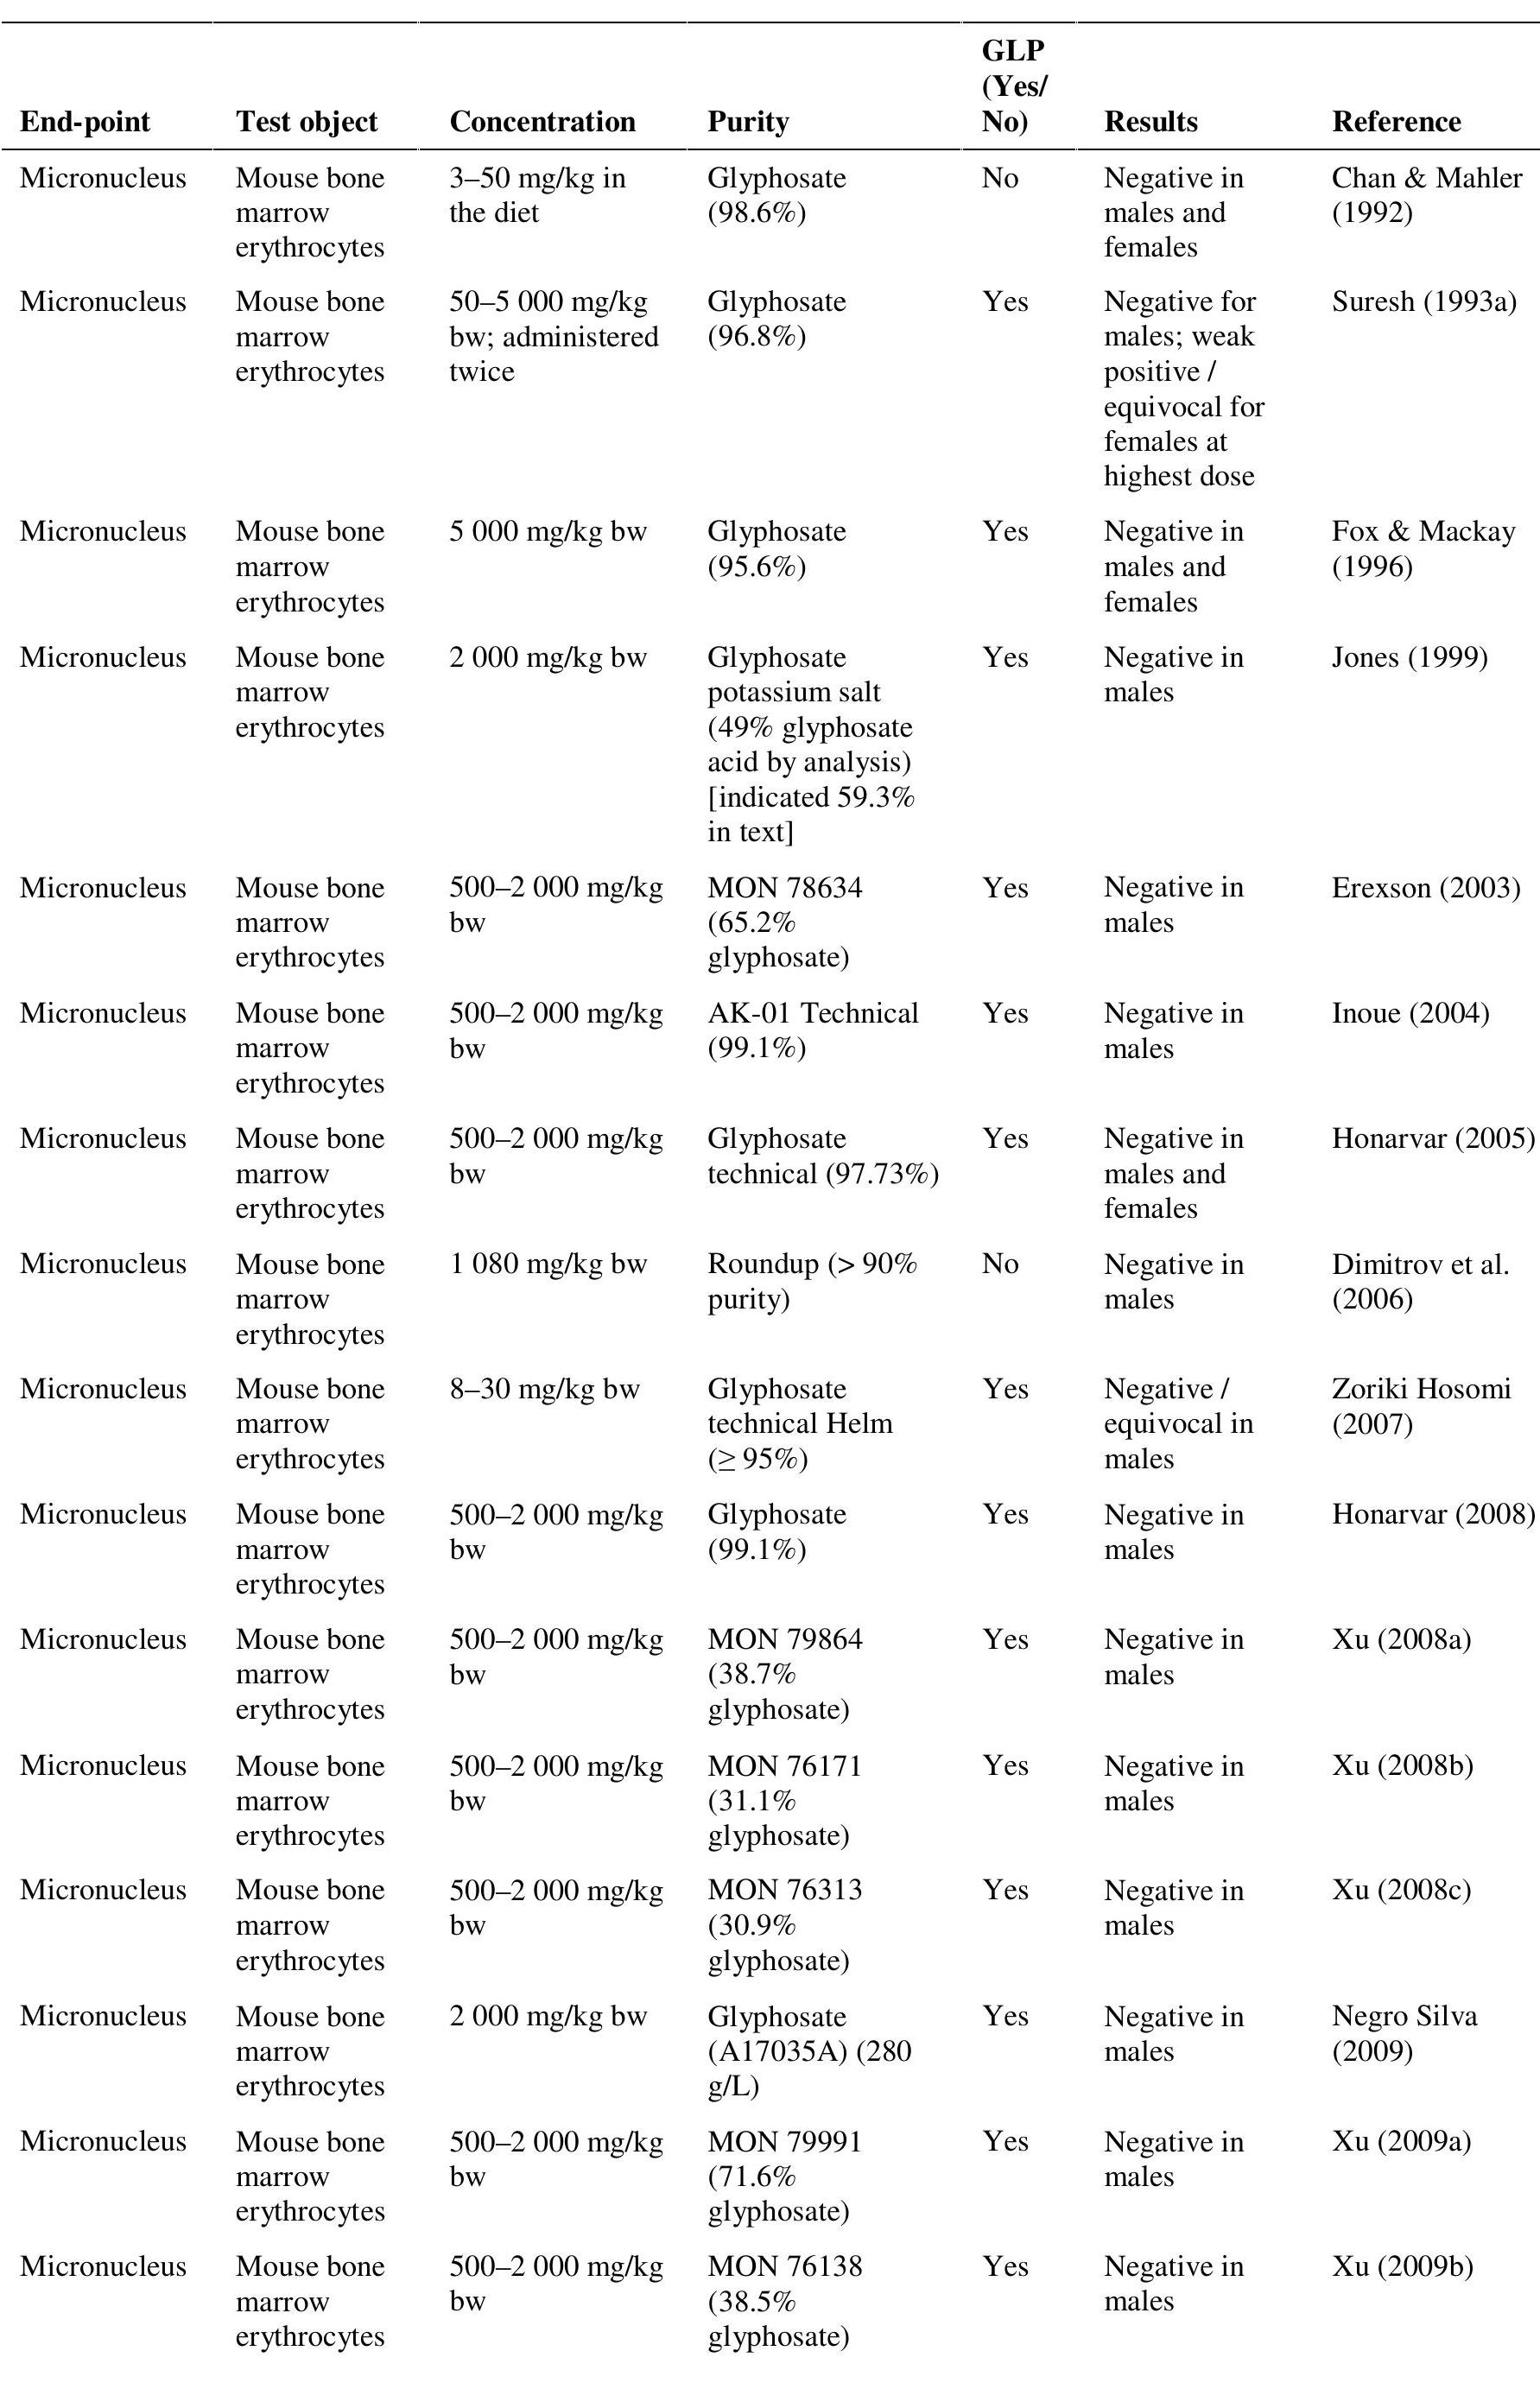 End-point Test object Concentration Purity GLP (Yes/ No) Results Reference
Micronucleus Mouse bone 3–50 mg/kg in Glyphosate No Negative in Chan & Mahler
marrow the diet (98.6%) males and (1992)
erythrocytes females
Micronucleus Mouse bone 50–5 000 mg/kg Glyphosate Yes Negative for Suresh (1993a)
marrow bw; administered (96.8%) males; weak
erythrocytes twice positive /
equivocal for
females at
highest dose
Micronucleus Mouse bone 5 000 mg/kg bw Glyphosate Yes Negative in Fox & Mackay
marrow (95.6%) males and (1996)
erythrocytes females
Micronucleus Mouse bone 2 000 mg/kg bw Glyphosate Yes Negative in Jones (1999)
marrow potassium salt males
erythrocytes (49% glyphosate
acid by analysis)
[indicated 59.3%
in text]
Micronucleus Mouse bone 500–2 000 mg/kg MON 78634 Yes Negative in Erexson (2003)
marrow bw (65.2% males
erythrocytes glyphosate)
Micronucleus Mouse bone 500–2 000 mg/kg AK-01 Technical Yes Negative in Inoue (2004)
marrow bw (99.1%) males
erythrocytes
Micronucleus Mouse bone 500–2 000 mg/kg Glyphosate Yes Negative in Honarvar (2005)
marrow bw technical (97.73%) males and
erythrocytes females
Micronucleus Mouse bone 1 080 mg/kg bw Roundup (> 90% No Negative in Dimitrov et al.
marrow purity) males (2006)
erythrocytes
Micronucleus Mouse bone 8–30 mg/kg bw Glyphosate Yes Negative / Zoriki Hosomi
marrow technical Helm equivocal in (2007)
erythrocytes (≥ 95%) males
Micronucleus Mouse bone 500–2 000 mg/kg Glyphosate Yes Negative in Honarvar (2008)
marrow bw (99.1%) males
erythrocytes
Micronucleus Mouse bone 500–2 000 mg/kg MON 79864 Yes Negative in Xu (2008a)
marrow bw (38.7% males
erythrocytes glyphosate)
Micronucleus Mouse bone 500–2 000 mg/kg MON 76171 Yes Negative in Xu (2008b)
marrow bw (31.1% males
erythrocytes glyphosate)
Micronucleus Mouse bone 500–2 000 mg/kg MON 76313 Yes Negative in Xu (2008c)
marrow bw (30.9% males
erythrocytes glyphosate)
Micronucleus Mouse bone 2 000 mg/kg bw Glyphosate Yes Negative in Negro Silva
marrow (A17035A) (280 males (2009)
erythrocytes g/L)
Micronucleus Mouse bone 500–2 000 mg/kg MON 79991 Yes Negative in Xu (2009a)
marrow bw (71.6% males
erythrocytes glyphosate)
Micronucleus Mouse bone 500–2 000 mg/kg MON 76138 Yes Negative in Xu (2009b)
marrow bw (38.5% males
erythrocytes glyphosate)